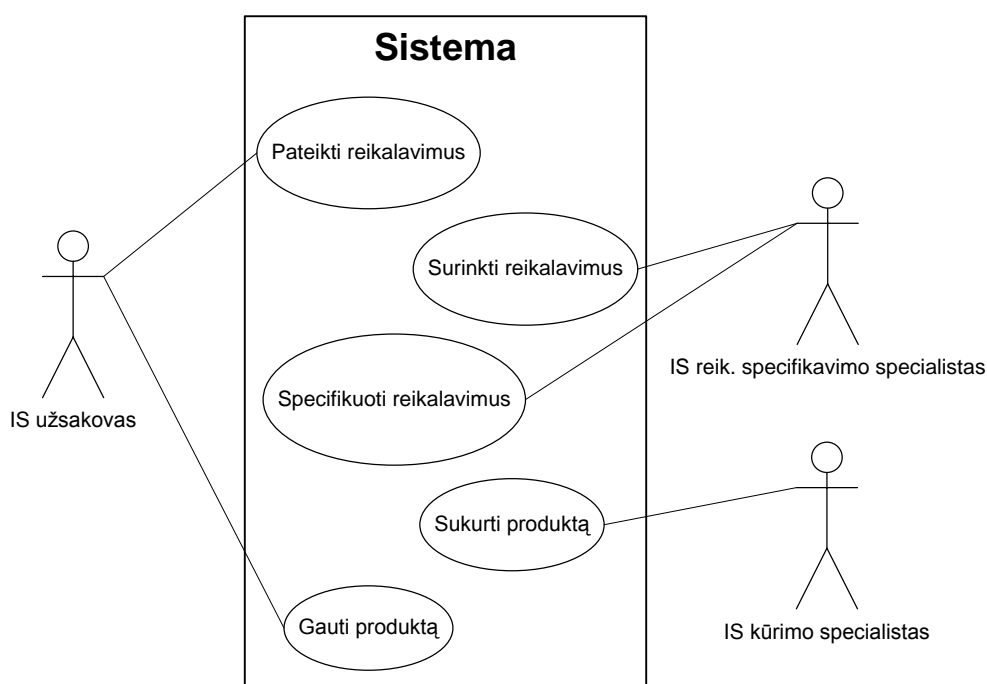 Sistema
Pateikti reikalavimus
Surinkti reikalavimus
IS reik. specifikavimo specialistas
Specifikuoti reikalavimus
IS užsakovas
Sukurti produktą
Gauti produktą
IS kūrimo specialistas